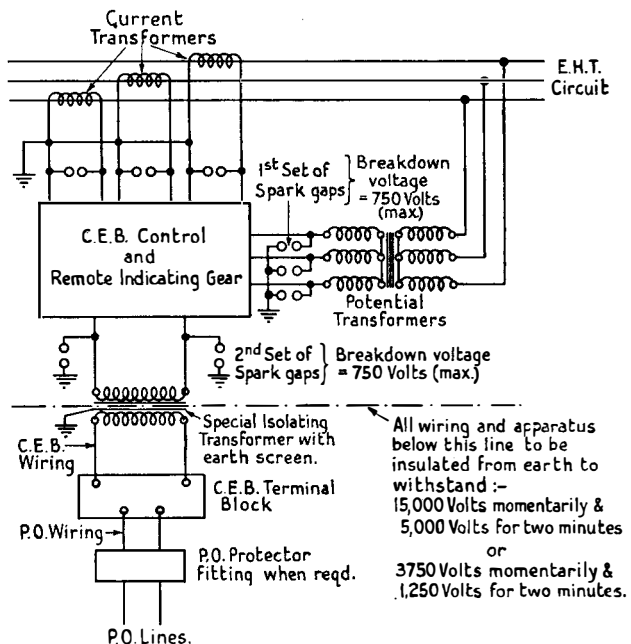 Current
Transformers
E.H.T.
Circuit
1st Set of
Spark gaps
Breakdown
voltage
= 750 Volts
(max.)
C.E.B. Control
and
Remote Indicating Gear
Potential
Transformers
2nd Set of
Spark gaps
Breakdown voltage
= 750 Volts (max.)
Special Isolating
Transformer with
earth screen.
C.E.B.
Wiring
C.E.B. Terminal
Block
P.O. Wiring
P.O. Protector
Fitting when reqd.
P.O. Lines.
All wiring and apparatus
below this line to be
insulated from earth to
withstand :-
15,000 Volts momentarily &
5,000 Volts for two minutes
or
3750 Volts momentarily &
1,250 Volts for two minutes.